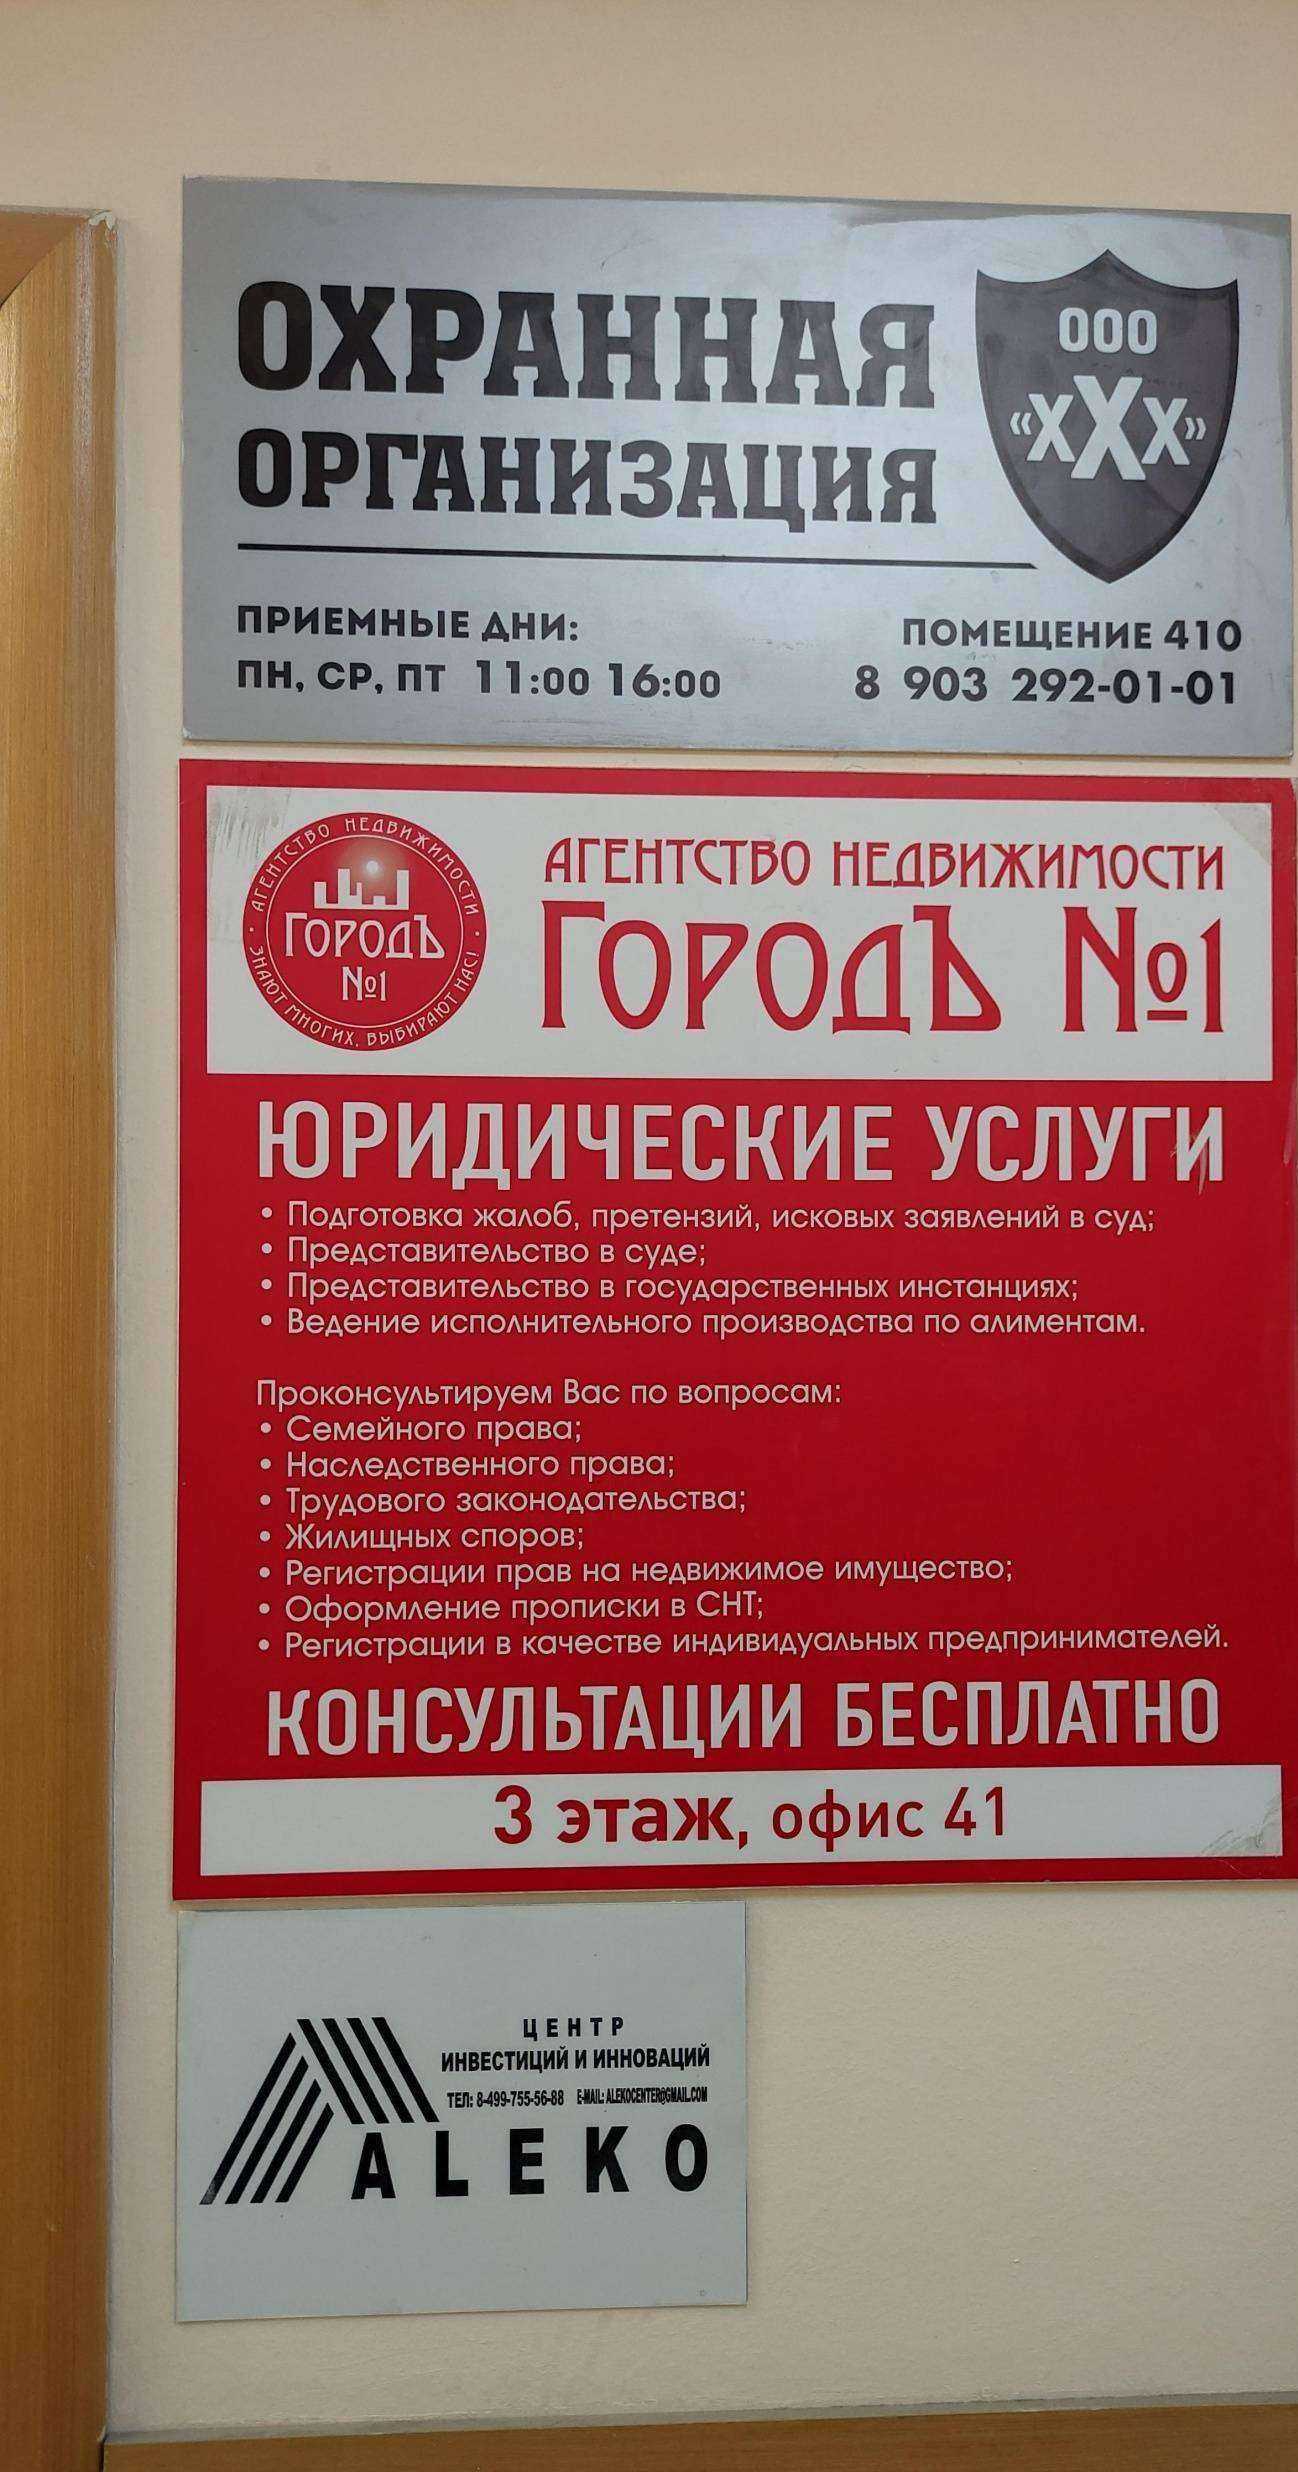 ОХРАННАЯ
ОРГАНИЗАЦИЯ
ООО
«XXX»
ПРИЕМНЫЕ ДНИ:
ПН, СР, ПТ 11:00 16:00
ПОМЕЩЕНИЕ 410
8 903 292-01-01
АГЕНТСТВО НЕДВИЖИМОСТИ
ГОРОДЪ
№1
ЗНАЮТ МНОГИХ, ВЫБИРАЮТ НАС!
АГЕНТСТВО НЕДВИЖИМОСТИ
ГОРОДЪ №1
ЮРИДИЧЕСКИЕ УСЛУГИ
• Подготовка жалоб, претензий, исковых заявлений в суд;
• Представительство в суде;
• Представительство в государственных инстанциях;
• Ведение исполнительного производства по алиментам.
Проконсультируем Вас по вопросам:
• Семейного права;
• Наследственного права;
• Трудового законодательства;
• Жилищных споров;
• Регистрации прав на недвижимое имущество;
• Оформление прописки в СНТ;
• Регистрации в качестве индивидуальных предпринимателей.
КОНСУЛЬТАЦИИ БЕСПЛАТНО
3 этаж, офис 41
ЦЕНТР
ИНВЕСТИЦИЙ И ИННОВАЦИЙ
ТЕЛ: 8-499-755-56-88 E-MAIL: ALEKOCENTER@GMAIL.COM
ALEKO